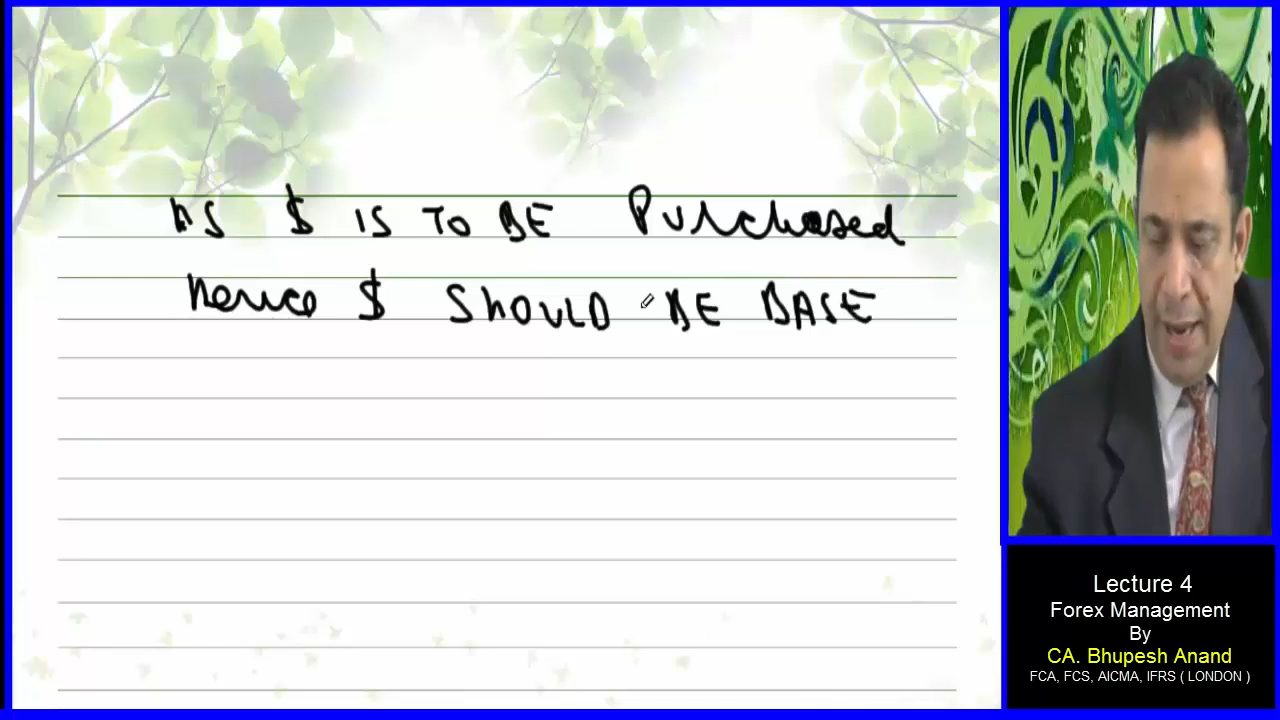 AS $ IS TO BE Purchased
hence $ SHOULD BE BASE
Lecture 4
Forex Management
By
CA. Bhupesh Anand
FCA, FCS, AICMA, IFRS ( LONDON )